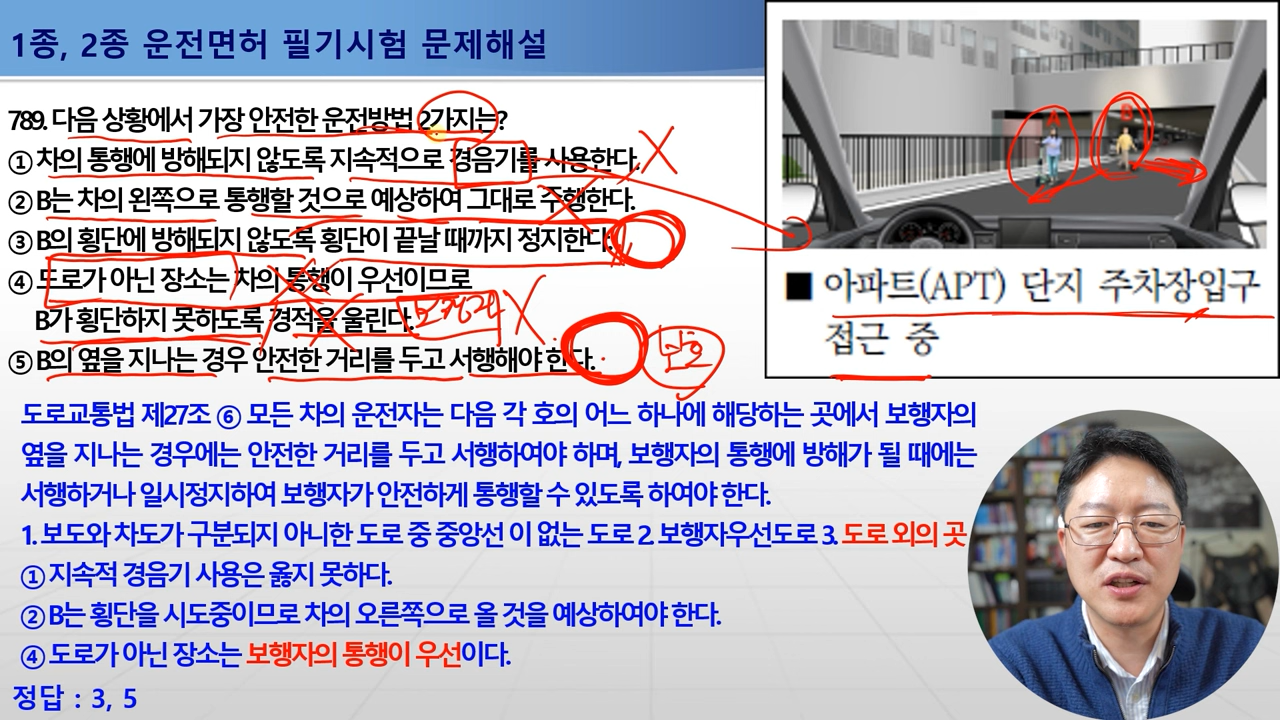 1종, 2종 운전면허 필기시험 문제해설
789. 다음 상황에서 가장 안전한 운전방법 2가지는?
① 차의 통행에 방해되지 않도록 지속적으로 경음기를 사용한다.
② B는 차의 왼쪽으로 통행할 것으로 예상하여 그대로 주행한다.
③ B의 횡단에 방해되지 않도록 횡단이 끝날 때까지 정지한다.
④ 도로가 아닌 장소는 차의 통행이 우선이므로
B가 횡단하지 못하도록 경적을 울린다.
보행자
⑤ B의 옆을 지나는 경우 안전한 거리를 두고 서행해야 한다.
A
B
■ 아파트(APT) 단지 주차장입구
접근 중
도로교통법 제27조 ⑥ 모든 차의 운전자는 다음 각 호의 어느 하나에 해당하는 곳에서 보행자의
옆을 지나는 경우에는 안전한 거리를 두고 서행하여야 하며, 보행자의 통행에 방해가 될 때에는
서행하거나 일시정지하여 보행자가 안전하게 통행할 수 있도록 하여야 한다.
1. 보도와 차도가 구분되지 아니한 도로 중 중앙선 이 없는 도로 2. 보행자우선도로 3. 도로 외의 곳
① 지속적 경음기 사용은 옳지 못하다.
② B는 횡단을 시도중이므로 차의 오른쪽으로 올 것을 예상하여야 한다.
④ 도로가 아닌 장소는 보행자의 통행이 우선이다.
정답 : 3, 5